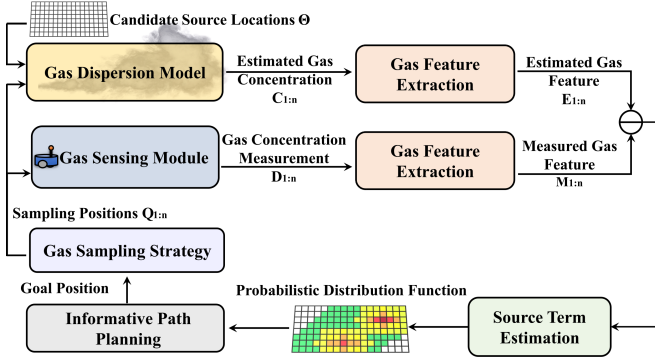 Candidate Source Locations Θ
Gas Dispersion Model
Estimated Gas
Concentration
C1:n
Gas Feature
Extraction
Estimated Gas
Feature
E1:n
Gas Sensing Module
Gas Concentration
Measurement
D1:n
Gas Feature
Extraction
Measured Gas
Feature
M1:n
Sampling Positions Q1:n
Gas Sampling Strategy
Goal Position
Informative Path
Planning
Probabilistic Distribution Function
Source Term
Estimation